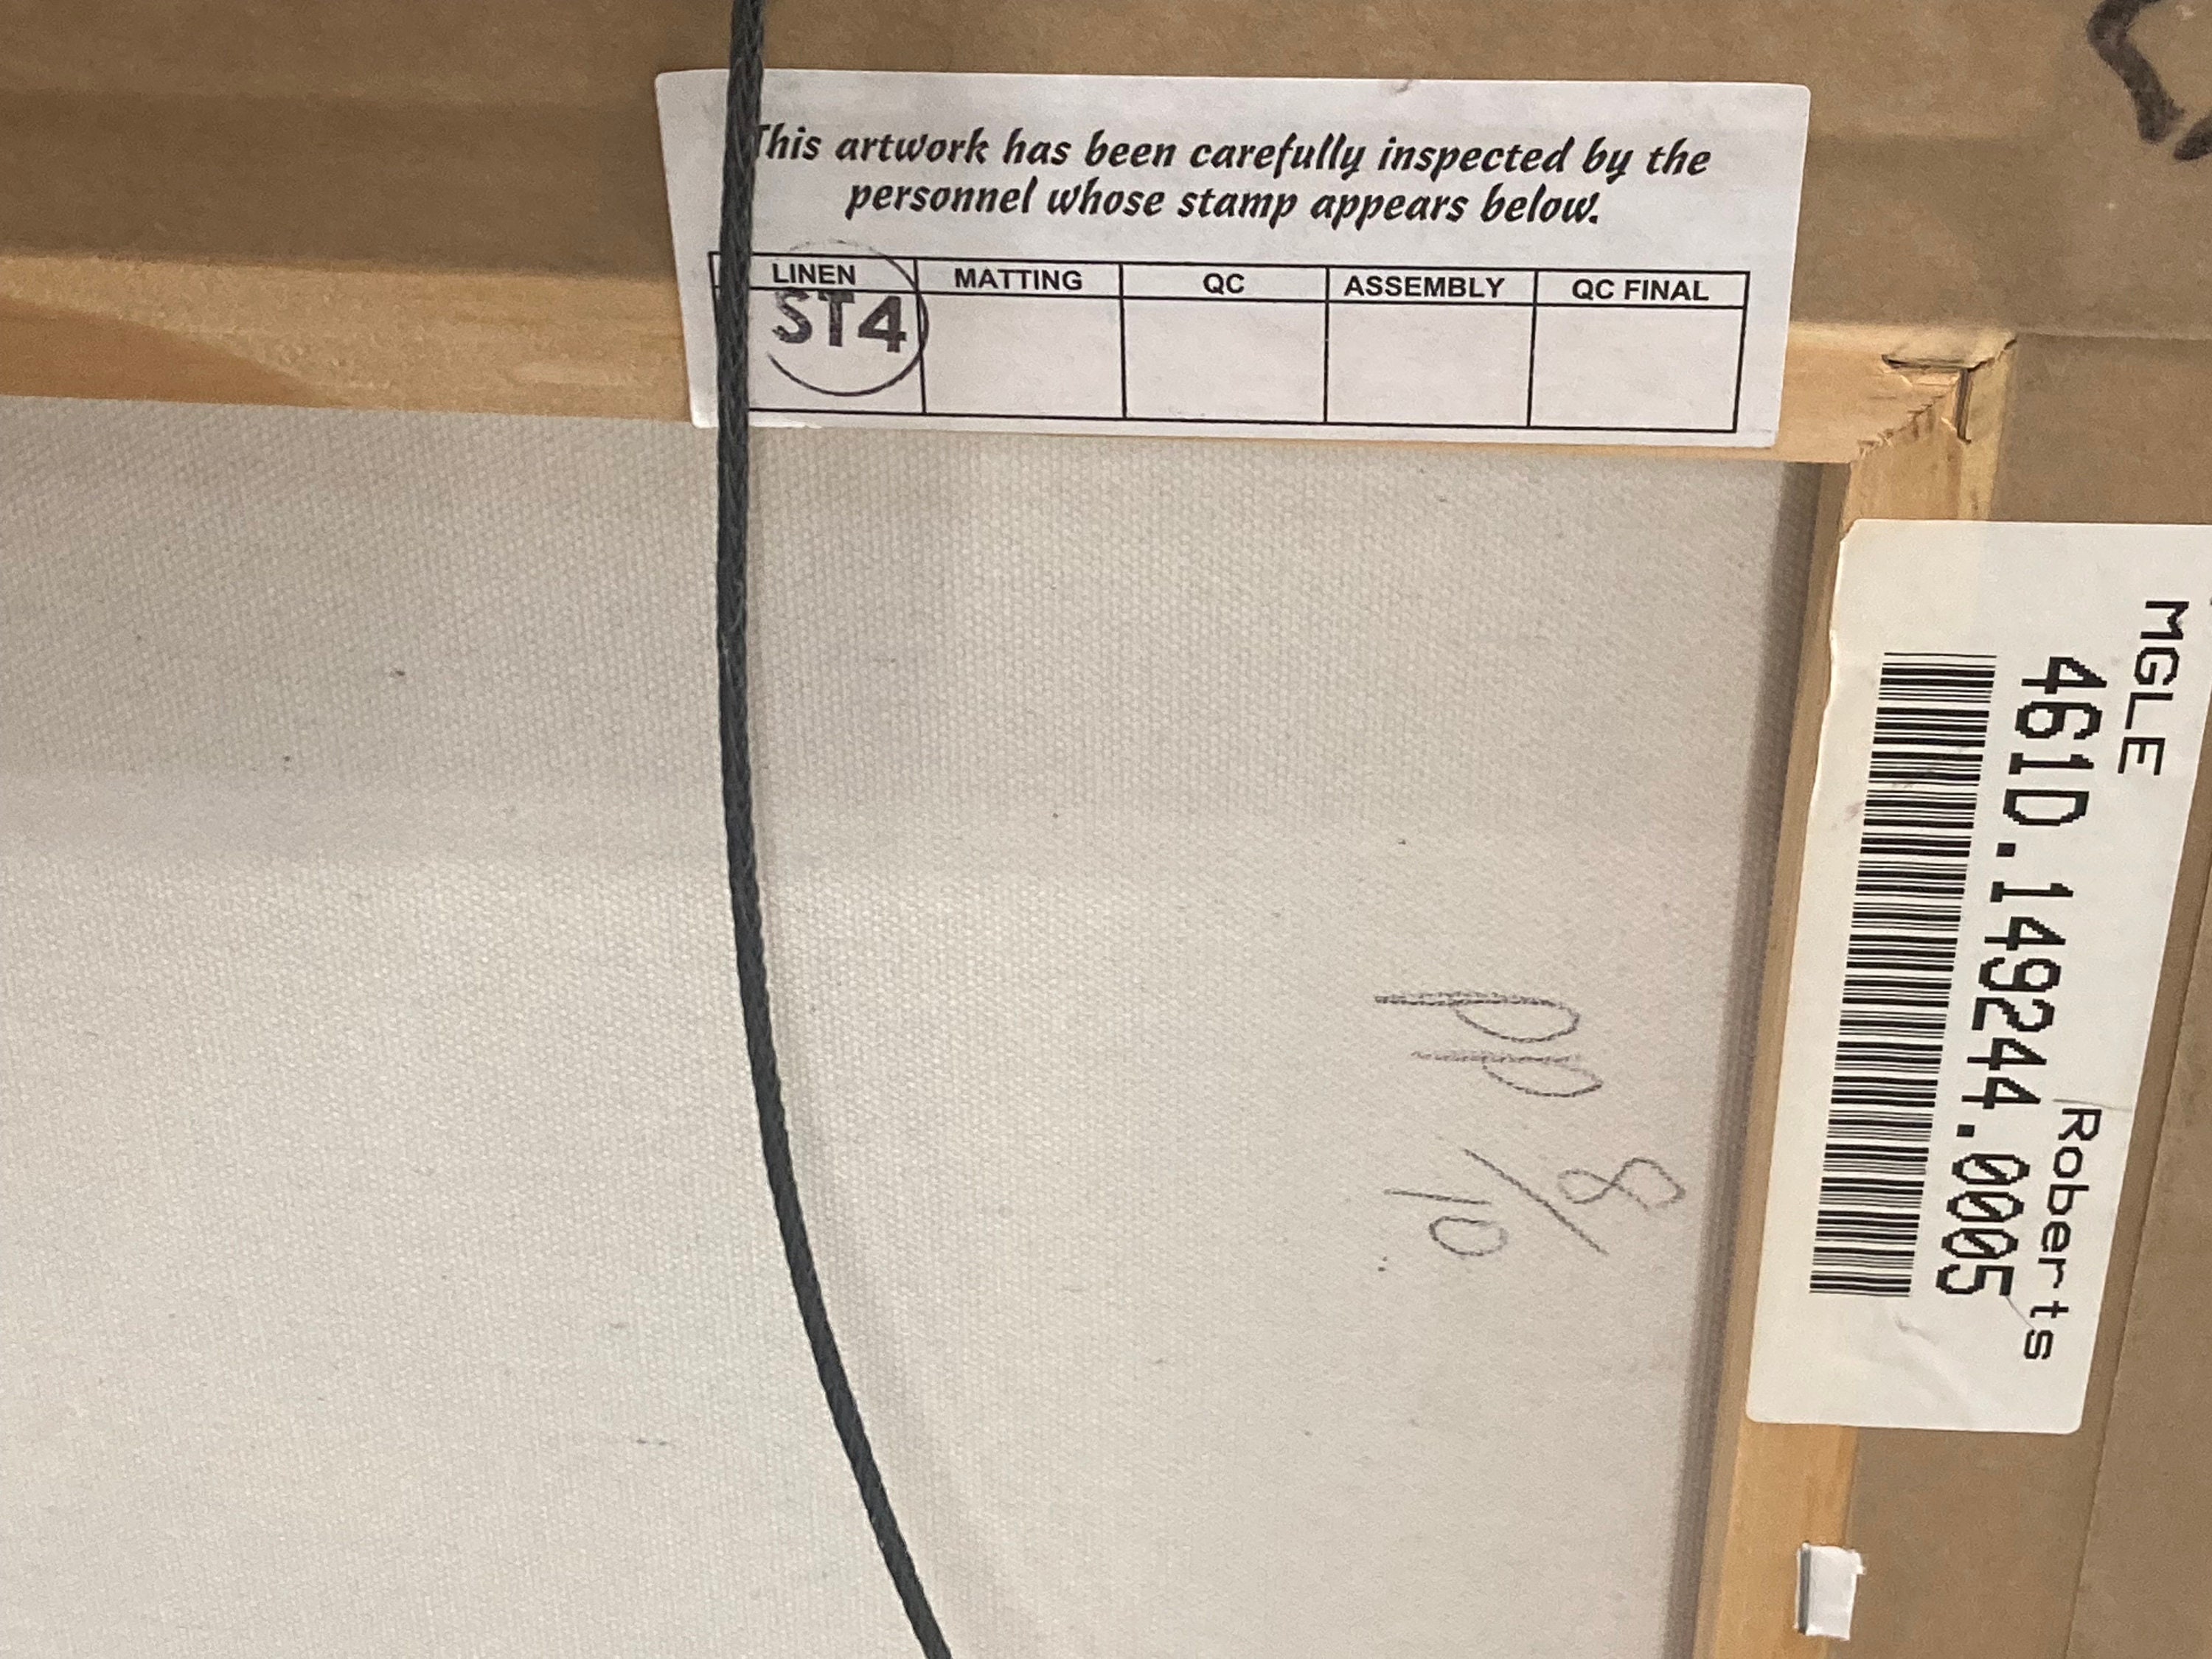 This artwork has been carefully inspected by the
personnel whose stamp appears below.
LINEN MATTING QC ASSEMBLY QC FINAL
ST4
MGLE Roberts
461D.149244.0005
PP 8/10